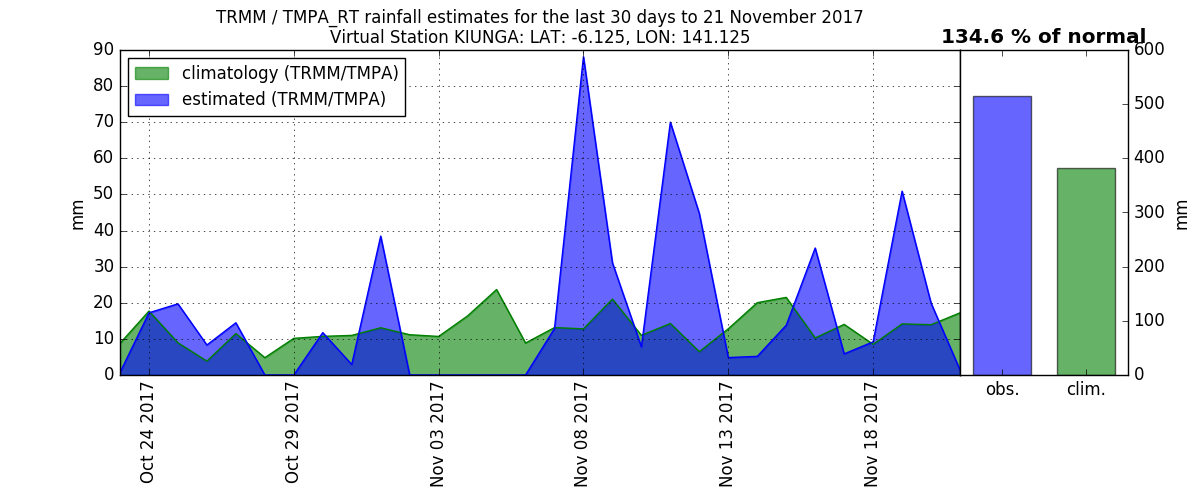 TRMM / TMPA_RT rainfall estimates for the last 30 days to 21 November 2017
Virtual Station KIUNGA: LAT: -6.125, LON: 141.125
134.6 % of normal
climatology (TRMM/TMPA)
estimated (TRMM/TMPA)
90
80
70
60
50
40
30
20
10
0
mm
Oct 24 2017
Oct 29 2017
Nov 03 2017
Nov 08 2017
Nov 13 2017
Nov 18 2017
obs.
clim.
600
500
400
300
200
100
0
mm